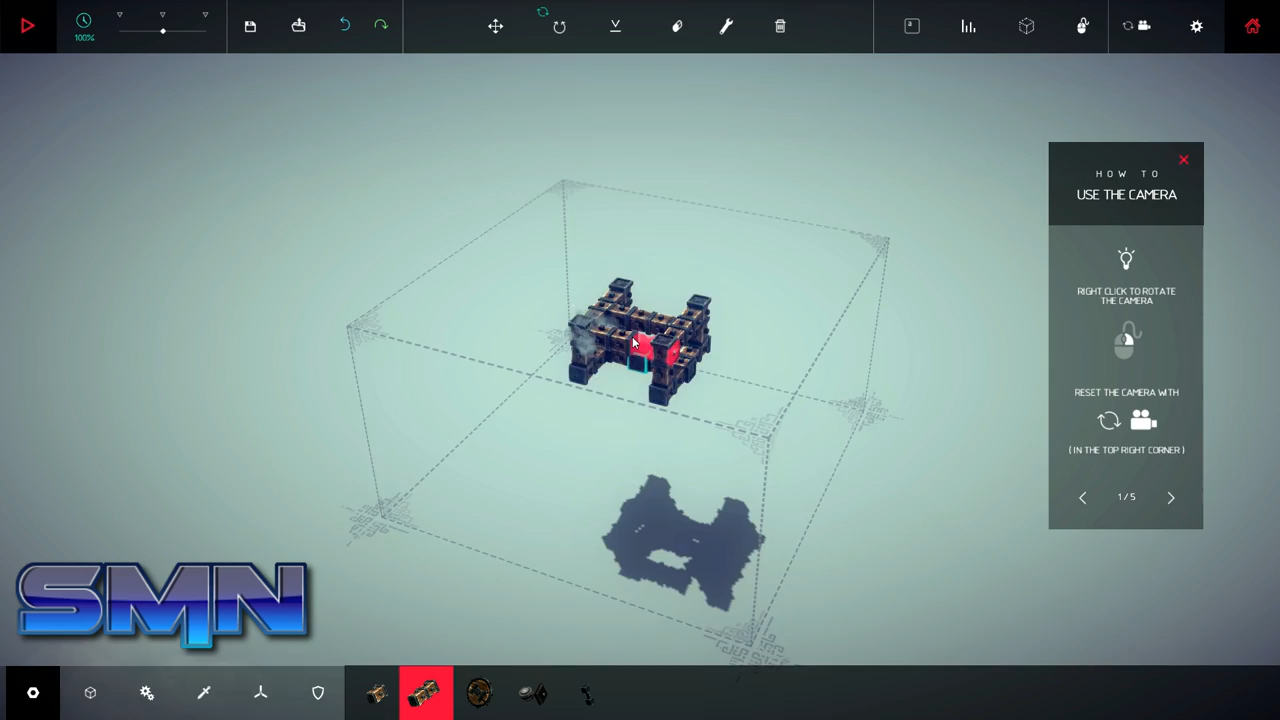 100%
HOW TO
USE THE CAMERA
RIGHT CLICK TO ROTATE
THE CAMERA
RESET THE CAMERA WITH
( IN THE TOP RIGHT CORNER )
1/5
SMN